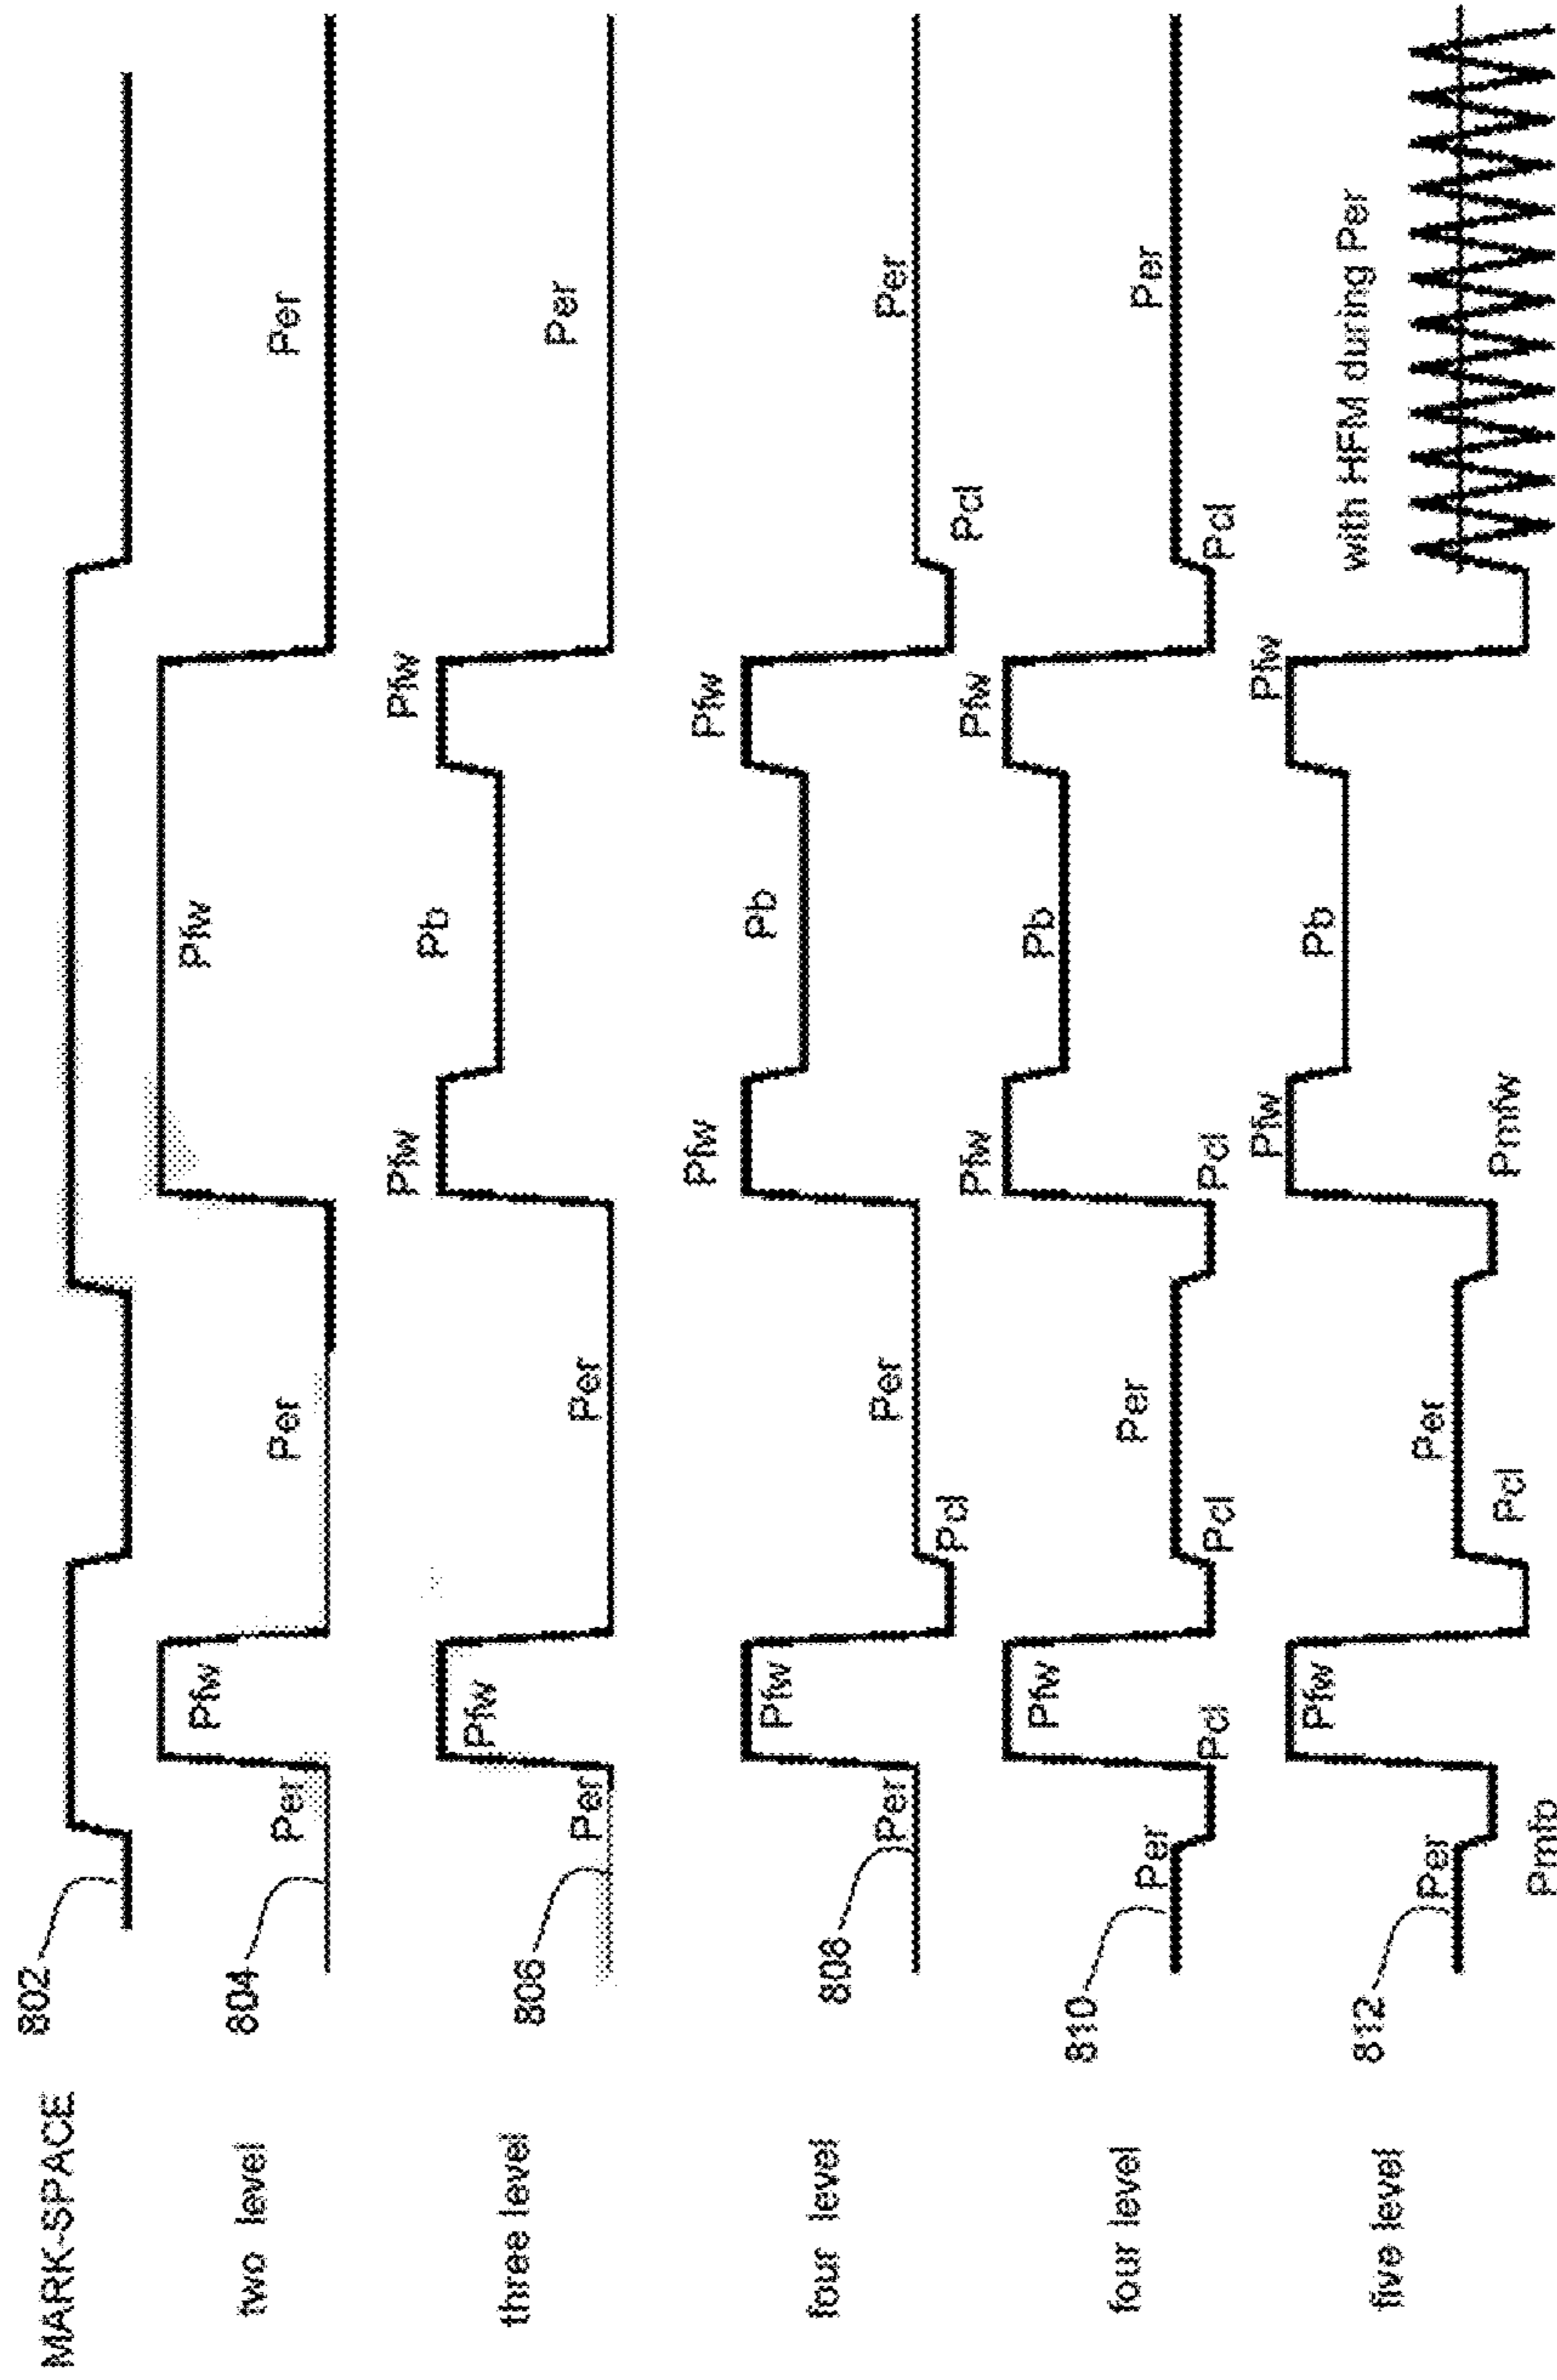 MARK-SPACE 802
two level 804 Per Pfw Per Pfw Per
three level 806 Per Pfw Per Pfw Pb Pfw Per
four level 808 Per Pfw Pcl Per Pfw Pb Pfw Pcl Per
four level 810 Per Pcl Pfw Pcl Per Pcl Pfw Pb Pfw Pcl Per
five level 812 Per Pfw Pcl Per Pmfw Pfw Pb Pfw with HFM during Per